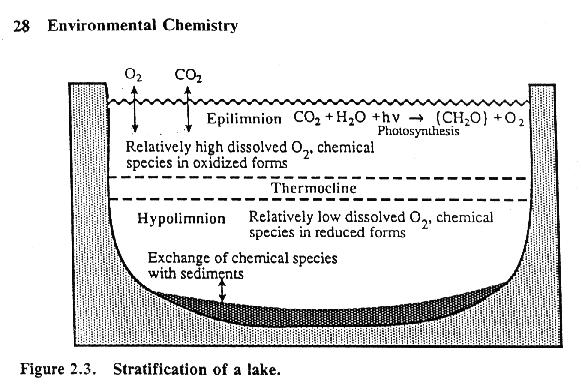 28 Environmental Chemistry
O₂ CO₂
Epilimnion CO₂ + H₂O + hν → {CH₂O} + O₂
Photosynthesis
Relatively high dissolved O₂, chemical
species in oxidized forms
Thermocline
Hypolimnion Relatively low dissolved O₂, chemical
species in reduced forms
Exchange of chemical species
with sediments
Figure 2.3. Stratification of a lake.